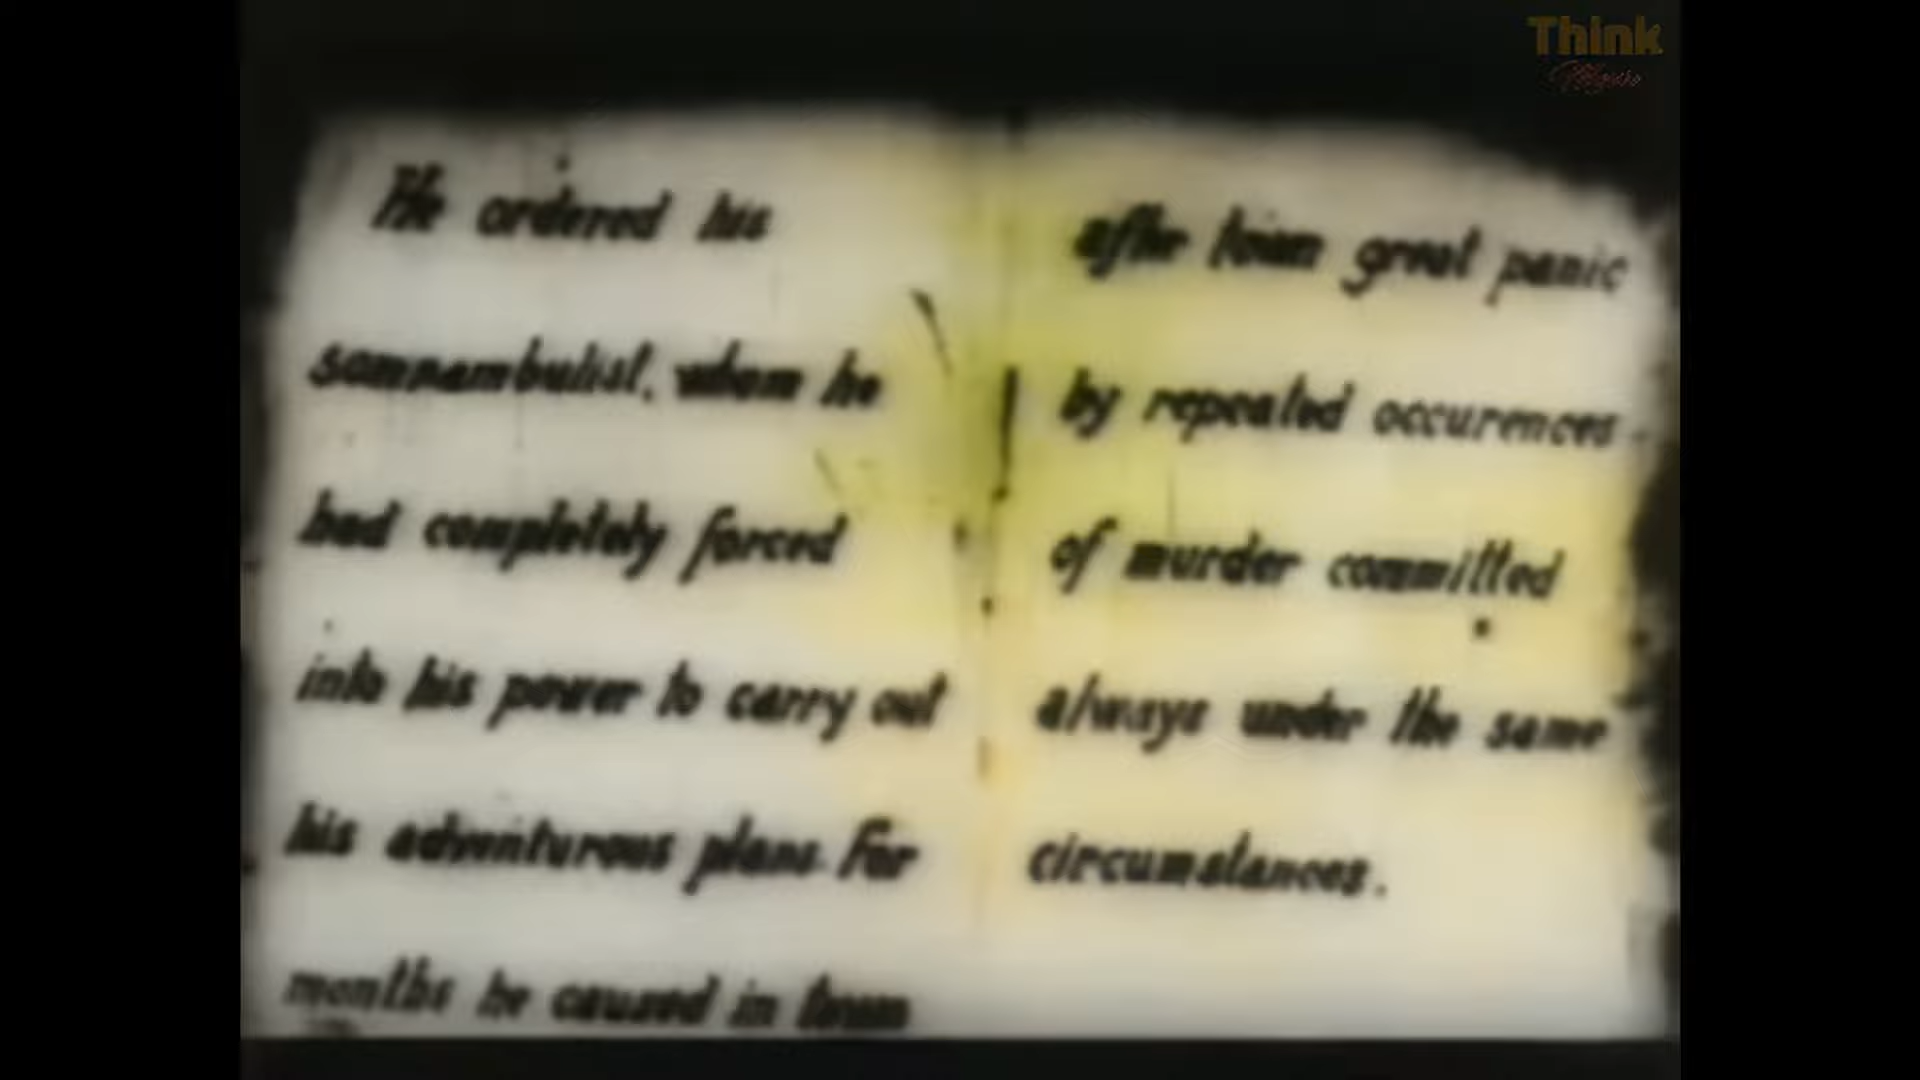 Think
He ordered his
somnambulist, whom he
had completely forced
into his power to carry out
his adventurous plans. For
months he caused in town
after town great panic
by repeated occurences
of murder committed
always under the same
circumstances.